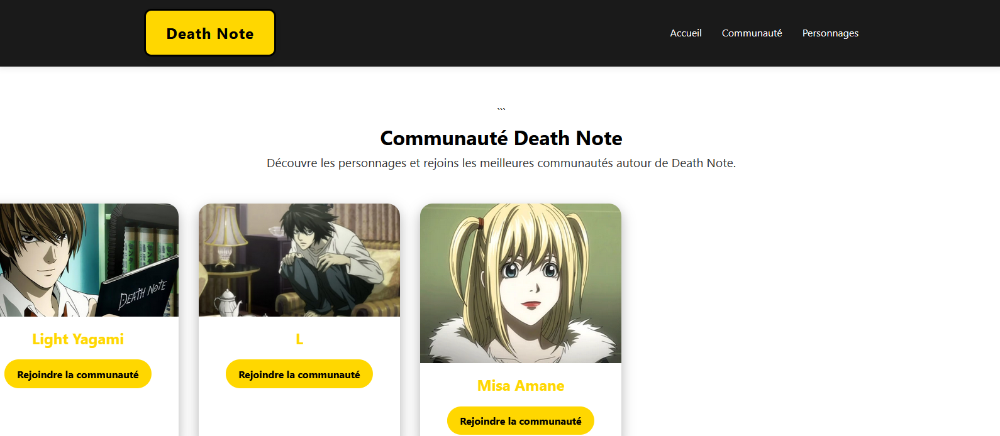 Death Note
Accueil Communauté Personnages
```
Communauté Death Note
Découvre les personnages et rejoins les meilleures communautés autour de Death Note.
DEATH NOTE
Light Yagami
L
Misa Amane
Rejoindre la communauté
Rejoindre la communauté
Rejoindre la communauté